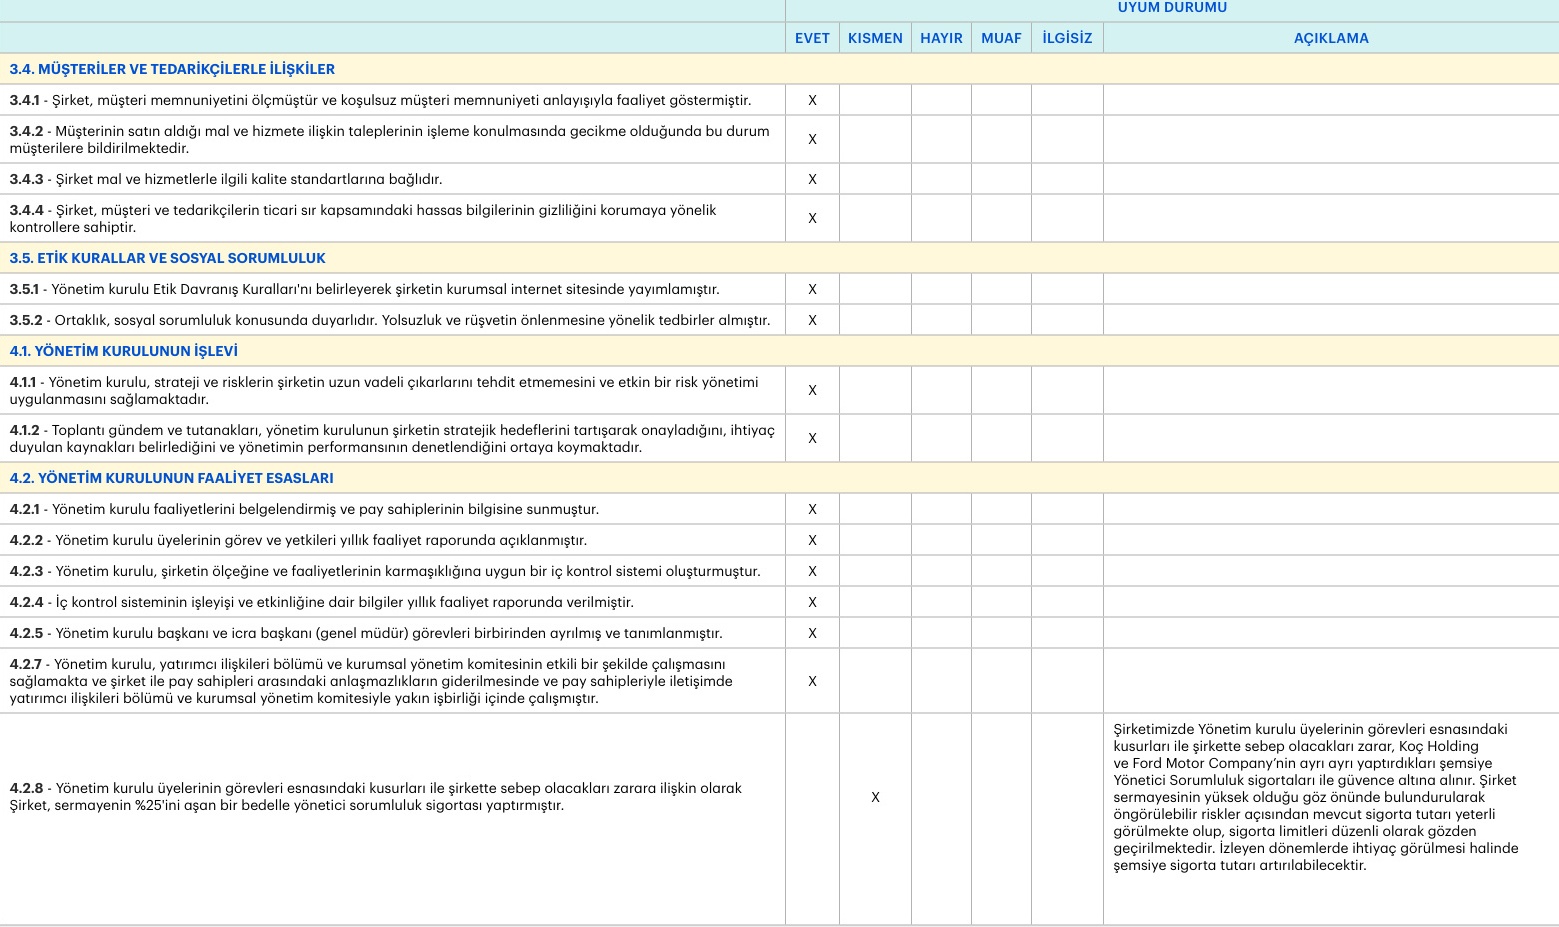 UYUM DURUMU
EVET KISMEN HAYIR MUAF İLGİSİZ AÇIKLAMA
3.4. MÜŞTERİLER VE TEDARİKÇİLERLE İLİŞKİLER
3.4.1 - Şirket, müşteri memnuniyetini ölçmüştür ve koşulsuz müşteri memnuniyeti anlayışıyla faaliyet göstermiştir. X
3.4.2 - Müşterinin satın aldığı mal ve hizmete ilişkin taleplerinin işleme konulmasında gecikme olduğunda bu durum
müşterilere bildirilmektedir.
X
3.4.3 - Şirket mal ve hizmetlerle ilgili kalite standartlarına bağlıdır. X
3.4.4 - Şirket, müşteri ve tedarikçilerin ticari sır kapsamındaki hassas bilgilerinin gizliliğini korumaya yönelik
kontrollere sahiptir.
X
3.5. ETİK KURALLAR VE SOSYAL SORUMLULUK
3.5.1 - Yönetim kurulu Etik Davranış Kuralları'nı belirleyerek şirketin kurumsal internet sitesinde yayımlamıştır. X
3.5.2 - Ortaklık, sosyal sorumluluk konusunda duyarlıdır. Yolsuzluk ve rüşvetin önlenmesine yönelik tedbirler almıştır. X
4.1. YÖNETİM KURULUNUN İŞLEVİ
4.1.1 - Yönetim kurulu, strateji ve risklerin şirketin uzun vadeli çıkarlarını tehdit etmemesini ve etkin bir risk yönetimi
uygulanmasını sağlamaktadır.
X
4.1.2 - Toplantı gündem ve tutanakları, yönetim kurulunun şirketin stratejik hedeflerini tartışarak onayladığını, ihtiyaç
duyulan kaynakları belirlediğini ve yönetimin performansının denetlendiğini ortaya koymaktadır.
X
4.2. YÖNETİM KURULUNUN FAALİYET ESASLARI
4.2.1 - Yönetim kurulu faaliyetlerini belgelendirmiş ve pay sahiplerinin bilgisine sunmuştur. X
4.2.2 - Yönetim kurulu üyelerinin görev ve yetkileri yıllık faaliyet raporunda açıklanmıştır. X
4.2.3 - Yönetim kurulu, şirketin ölçeğine ve faaliyetlerinin karmaşıklığına uygun bir iç kontrol sistemi oluşturmuştur. X
4.2.4 - İç kontrol sisteminin işleyişi ve etkinliğine dair bilgiler yıllık faaliyet raporunda verilmiştir. X
4.2.5 - Yönetim kurulu başkanı ve icra başkanı (genel müdür) görevleri birbirinden ayrılmış ve tanımlanmıştır. X
4.2.7 - Yönetim kurulu, yatırımcı ilişkileri bölümü ve kurumsal yönetim komitesinin etkili bir şekilde çalışmasını
sağlamakta ve şirket ile pay sahipleri arasındaki anlaşmazlıkların giderilmesinde ve pay sahipleriyle iletişimde
yatırımcı ilişkileri bölümü ve kurumsal yönetim komitesiyle yakın işbirliği içinde çalışmıştır.
X
4.2.8 - Yönetim kurulu üyelerinin görevleri esnasındaki kusurları ile şirkette sebep olacakları zarara ilişkin olarak
Şirket, sermayenin %25'ini aşan bir bedelle yönetici sorumluluk sigortası yaptırmıştır.
X
Şirketimizde Yönetim kurulu üyelerinin görevleri esnasındaki
kusurları ile şirkette sebep olacakları zarar, Koç Holding
ve Ford Motor Company’nin ayrı ayrı yaptırdıkları şemsiye
Yönetici Sorumluluk sigortaları ile güvence altına alınır. Şirket
sermayesinin yüksek olduğu göz önünde bulundurularak
öngörülebilir riskler açısından mevcut sigorta tutarı yeterli
görülmekte olup, sigorta limitleri düzenli olarak gözden
geçirilmektedir. İzleyen dönemlerde ihtiyaç görülmesi halinde
şemsiye sigorta tutarı artırılabilecektir.